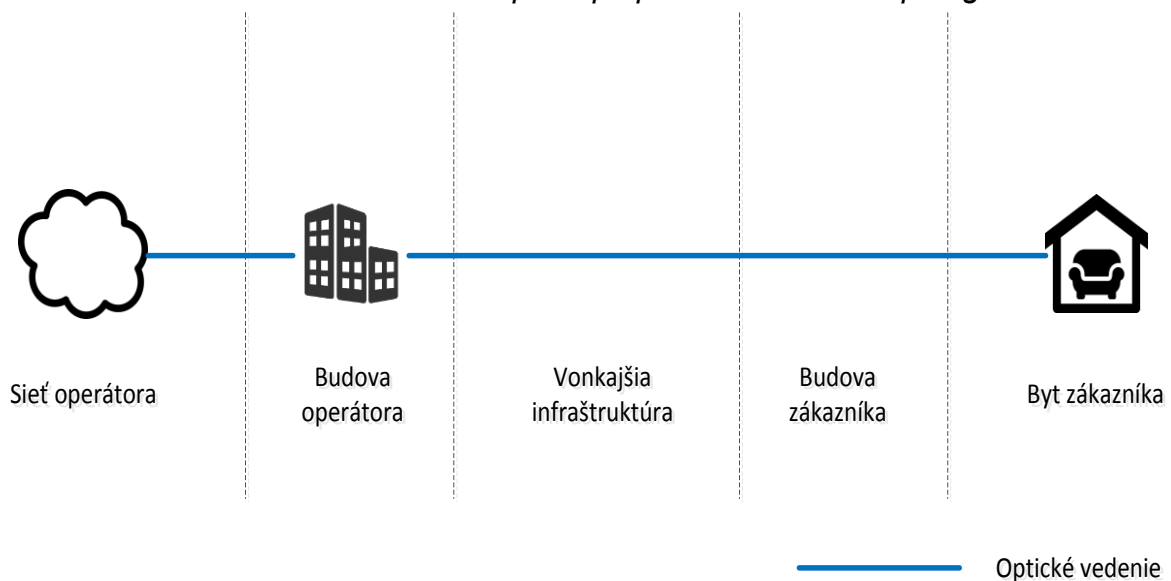 Sieť operátora
Budova
operátora
Vonkajšia
infraštruktúra
Budova
zákazníka
Byt zákazníka
Optické vedenie